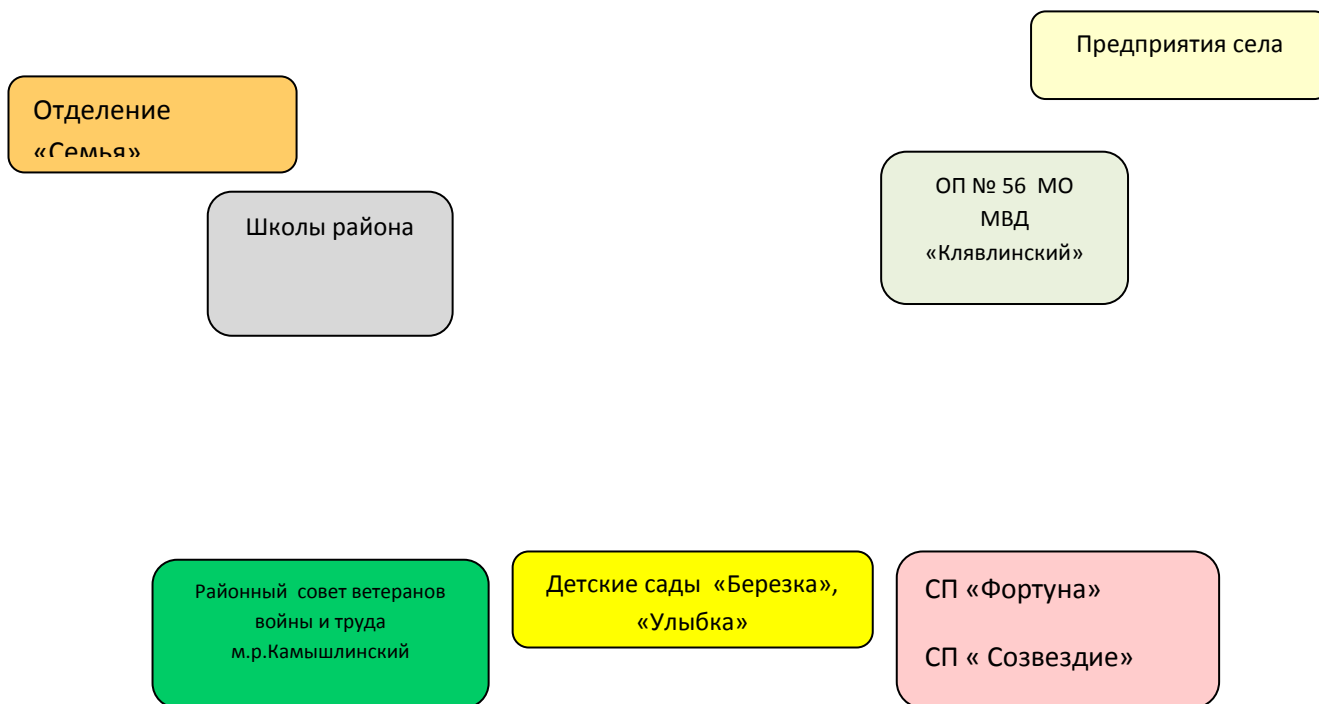 Предприятия села
Отделение
«Семья»
ОП № 56 МО
МВД
«Клявлинский»
Школы района
Районный совет ветеранов
войны и труда
м.р.Камышлинский
Детские сады «Березка»,
«Улыбка»
СП «Фортуна»
СП « Созвездие»